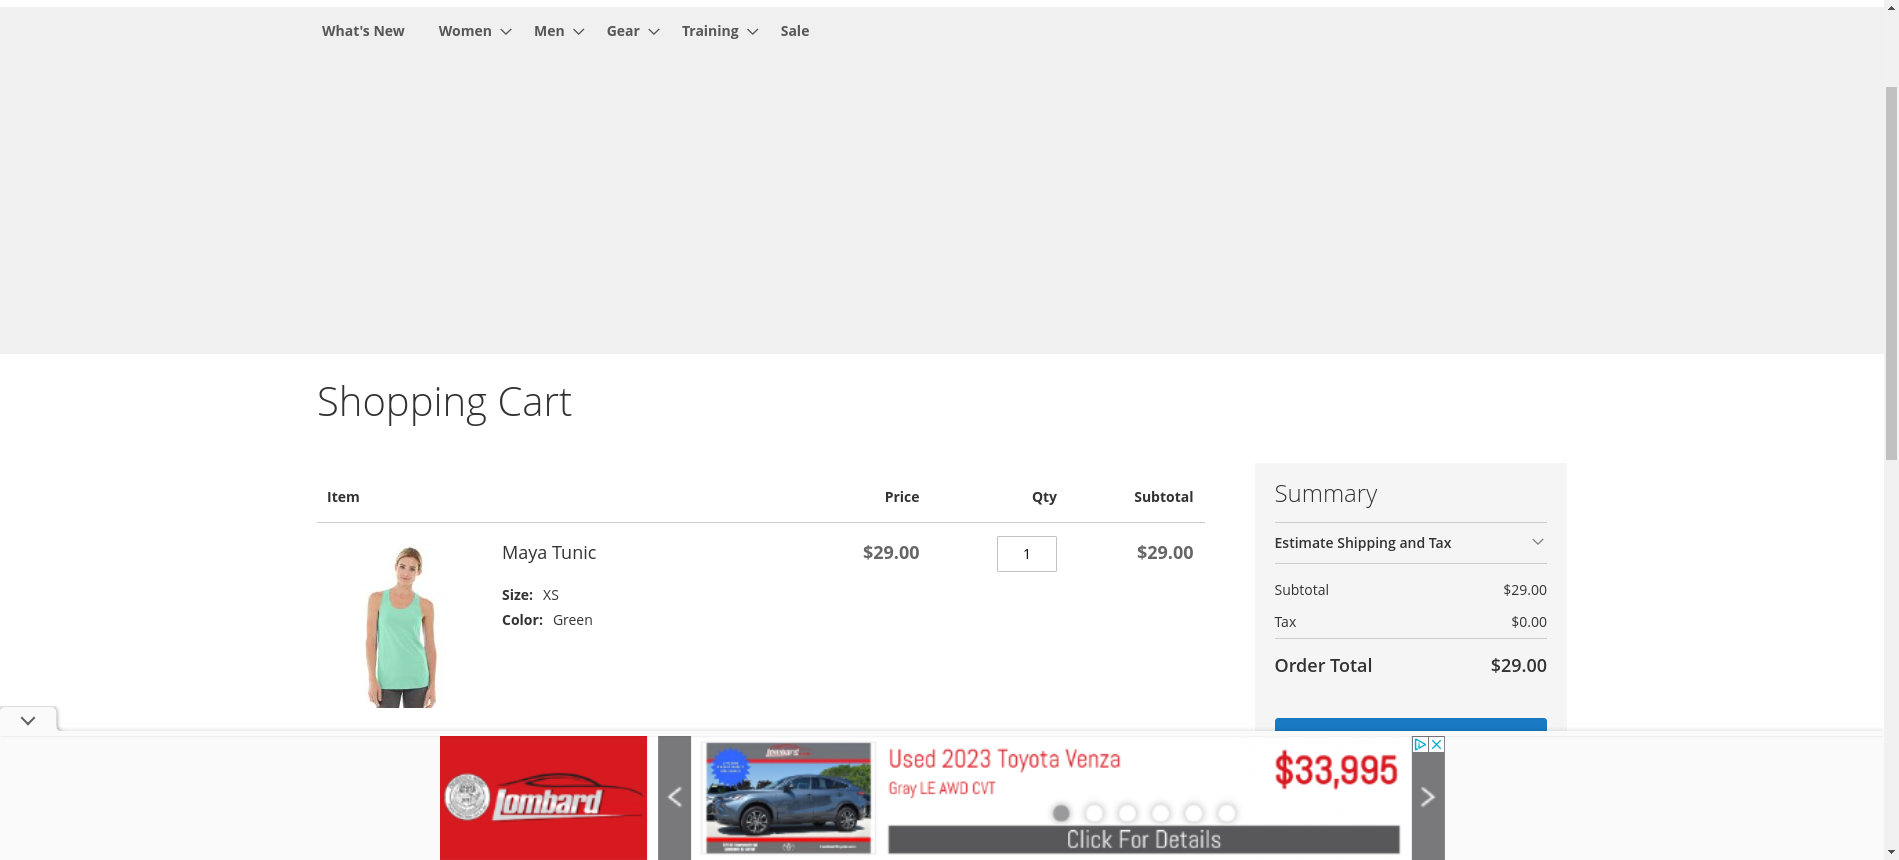 What's New Women Men Gear Training Sale
Shopping Cart
Item Price Qty Subtotal
Maya Tunic $29.00 1 $29.00
Size: XS
Color: Green
Summary
Estimate Shipping and Tax
Subtotal $29.00
Tax $0.00
Order Total $29.00
Lombard
Used 2023 Toyota Venza
Gray LE AWD CVT
$33,995
Click For Details